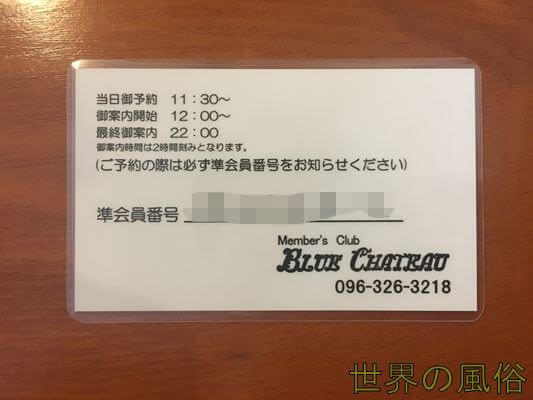 当日御予約 11：30～
御案内開始 12：00～
最終御案内 22：00
御案内時間は2時間刻みとなります。
(ご予約の際は必ず準会員番号をお知らせください)
準会員番号
Member's Club
BLUE CHATEAU
096-326-3218
世界の風俗